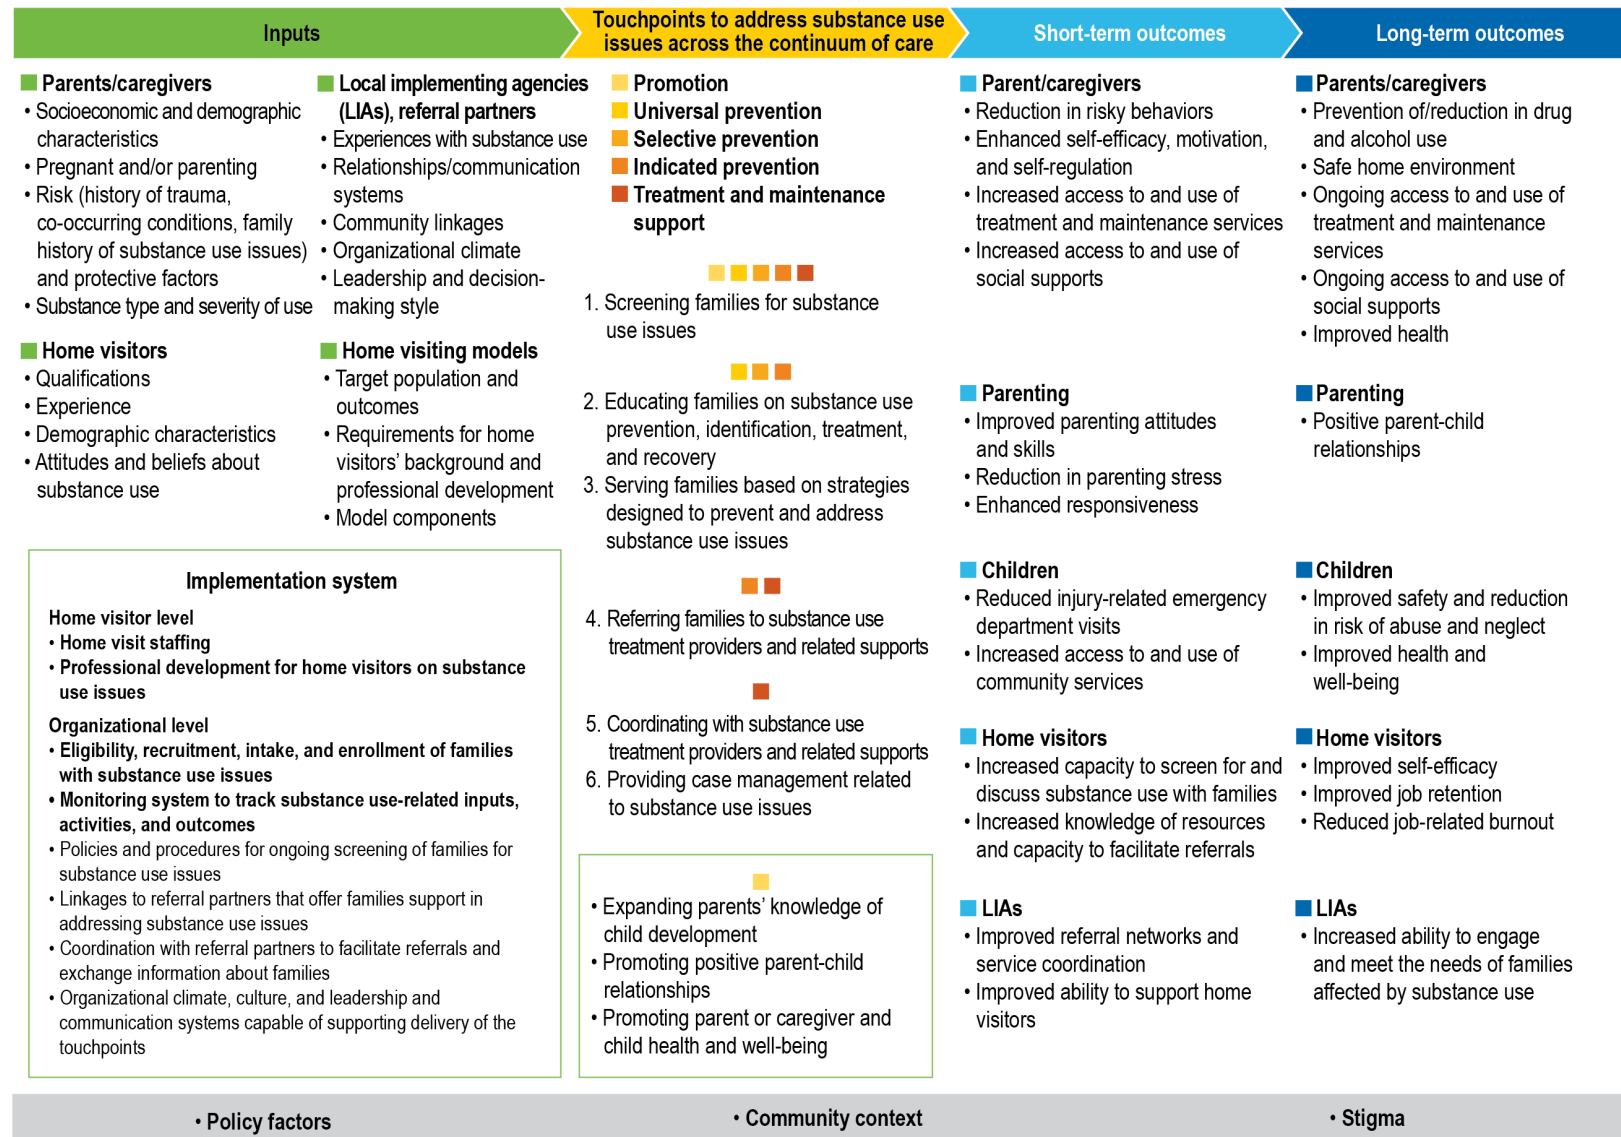 Inputs
Touchpoints to address substance use
issues across the continuum of care
Short-term outcomes
Long-term outcomes
Parents/caregivers
• Socioeconomic and demographic
characteristics
• Pregnant and/or parenting
• Risk (history of trauma,
co-occurring conditions, family
history of substance use issues)
and protective factors
• Substance type and severity of use
Local implementing agencies
(LIAs), referral partners
• Experiences with substance use
• Relationships/communication
systems
• Community linkages
• Organizational climate
• Leadership and decision-
making style
Home visitors
• Qualifications
• Experience
• Demographic characteristics
• Attitudes and beliefs about
substance use
Home visiting models
• Target population and
outcomes
• Requirements for home
visitors' background and
professional development
• Model components
Implementation system
Home visitor level
• Home visit staffing
• Professional development for home visitors on substance
use issues
Organizational level
• Eligibility, recruitment, intake, and enrollment of families
with substance use issues
• Monitoring system to track substance use-related inputs,
activities, and outcomes
• Policies and procedures for ongoing screening of families for
substance use issues
• Linkages to referral partners that offer families support in
addressing substance use issues
• Coordination with referral partners to facilitate referrals and
exchange information about families
• Organizational climate, culture, and leadership and
communication systems capable of supporting delivery of the
touchpoints
Promotion
Universal prevention
Selective prevention
Indicated prevention
Treatment and maintenance
support
1. Screening families for substance
use issues
2. Educating families on substance use
prevention, identification, treatment,
and recovery
3. Serving families based on strategies
designed to prevent and address
substance use issues
4. Referring families to substance use
treatment providers and related supports
5. Coordinating with substance use
treatment providers and related supports
6. Providing case management related
to substance use issues
• Expanding parents' knowledge of
child development
• Promoting positive parent-child
relationships
• Promoting parent or caregiver and
child health and well-being
Parent/caregivers
• Reduction in risky behaviors
• Enhanced self-efficacy, motivation,
and self-regulation
• Increased access to and use of
treatment and maintenance services
• Increased access to and use of
social supports
Parenting
• Improved parenting attitudes
and skills
• Reduction in parenting stress
• Enhanced responsiveness
Children
• Reduced injury-related emergency
department visits
• Increased access to and use of
community services
Home visitors
• Increased capacity to screen for and
discuss substance use with families
• Increased knowledge of resources
and capacity to facilitate referrals
LIAs
• Improved referral networks and
service coordination
• Improved ability to support home
visitors
Parents/caregivers
• Prevention of/reduction in drug
and alcohol use
• Safe home environment
• Ongoing access to and use of
treatment and maintenance
services
• Ongoing access to and use of
social supports
• Improved health
Parenting
• Positive parent-child
relationships
Children
• Improved safety and reduction
in risk of abuse and neglect
• Improved health and
well-being
Home visitors
• Improved self-efficacy
• Improved job retention
• Reduced job-related burnout
LIAs
• Increased ability to engage
and meet the needs of families
affected by substance use
• Policy factors
• Community context
• Stigma